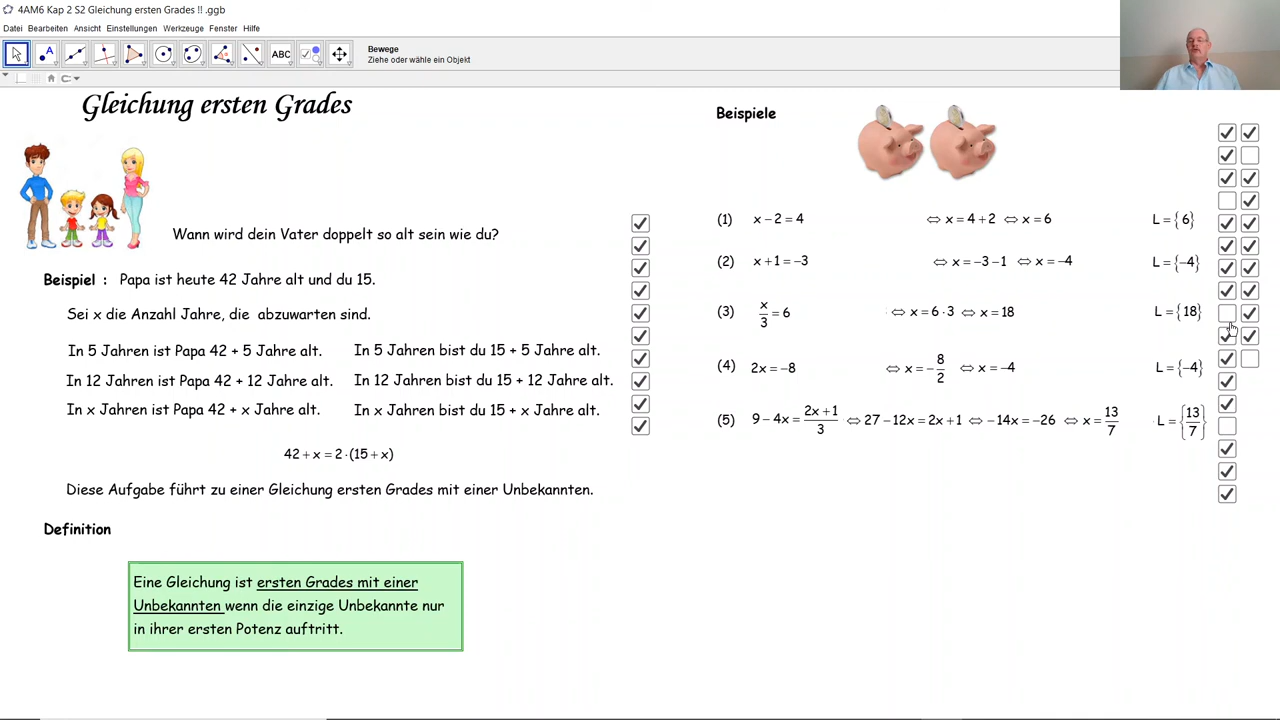 4AM6 Kap 2 S2 Gleichung ersten Grades !! .ggb
Datei Bearbeiten Ansicht Einstellungen Werkzeuge Fenster Hilfe
A
ABC
Bewege
Ziehe oder wähle ein Objekt
Gleichung ersten Grades
Wann wird dein Vater doppelt so alt sein wie du?
Beispiel : Papa ist heute 42 Jahre alt und du 15.
Sei x die Anzahl Jahre, die abzuwarten sind.
In 5 Jahren ist Papa 42 + 5 Jahre alt. In 5 Jahren bist du 15 + 5 Jahre alt.
In 12 Jahren ist Papa 42 + 12 Jahre alt. In 12 Jahren bist du 15 + 12 Jahre alt.
In x Jahren ist Papa 42 + x Jahre alt. In x Jahren bist du 15 + x Jahre alt.
42 + x = 2 · (15 + x)
Diese Aufgabe führt zu einer Gleichung ersten Grades mit einer Unbekannten.
Definition
Eine Gleichung ist ersten Grades mit einer
Unbekannten wenn die einzige Unbekannte nur
in ihrer ersten Potenz auftritt.
Beispiele
(1) x − 2 = 4 ⇔ x = 4 + 2 ⇔ x = 6 L = {6}
(2) x + 1 = −3 ⇔ x = −3 − 1 ⇔ x = −4 L = {−4}
(3) x/3 = 6 ⇔ x = 6 · 3 ⇔ x = 18 L = {18}
(4) 2x = −8 ⇔ x = −8/2 ⇔ x = −4 L = {−4}
(5) 9 − 4x = (2x + 1)/3 ⇔ 27 − 12x = 2x + 1 ⇔ −14x = −26 ⇔ x = 13/7 L = {13/7}